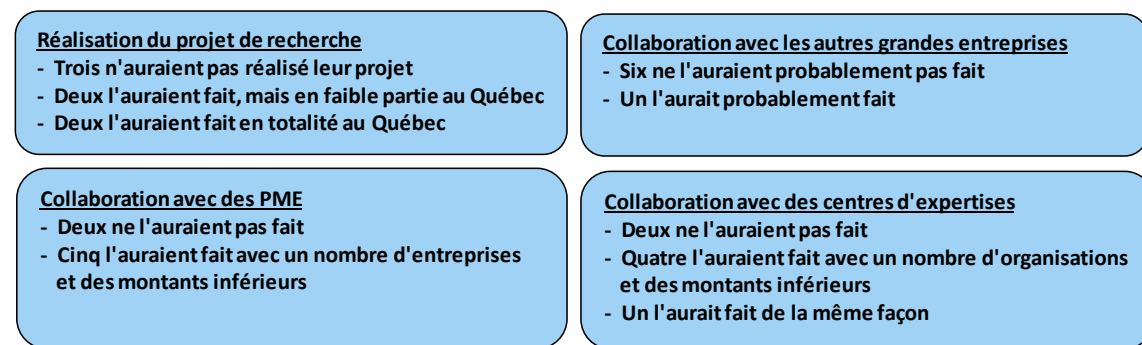 Réalisation du projet de recherche
- Trois n'auraient pas réalisé leur projet
- Deux l'auraient fait, mais en faible partie au Québec
- Deux l'auraient fait en totalité au Québec
Collaboration avec les autres grandes entreprises
- Six ne l'auraient probablement pas fait
- Un l'aurait probablement fait
Collaboration avec des PME
- Deux ne l'auraient pas fait
- Cinq l'auraient fait avec un nombre d'entreprises
et des montants inférieurs
Collaboration avec des centres d'expertises
- Deux ne l'auraient pas fait
- Quatre l'auraient fait avec un nombre d'organisations
et des montants inférieurs
- Un l'aurait fait de la même façon